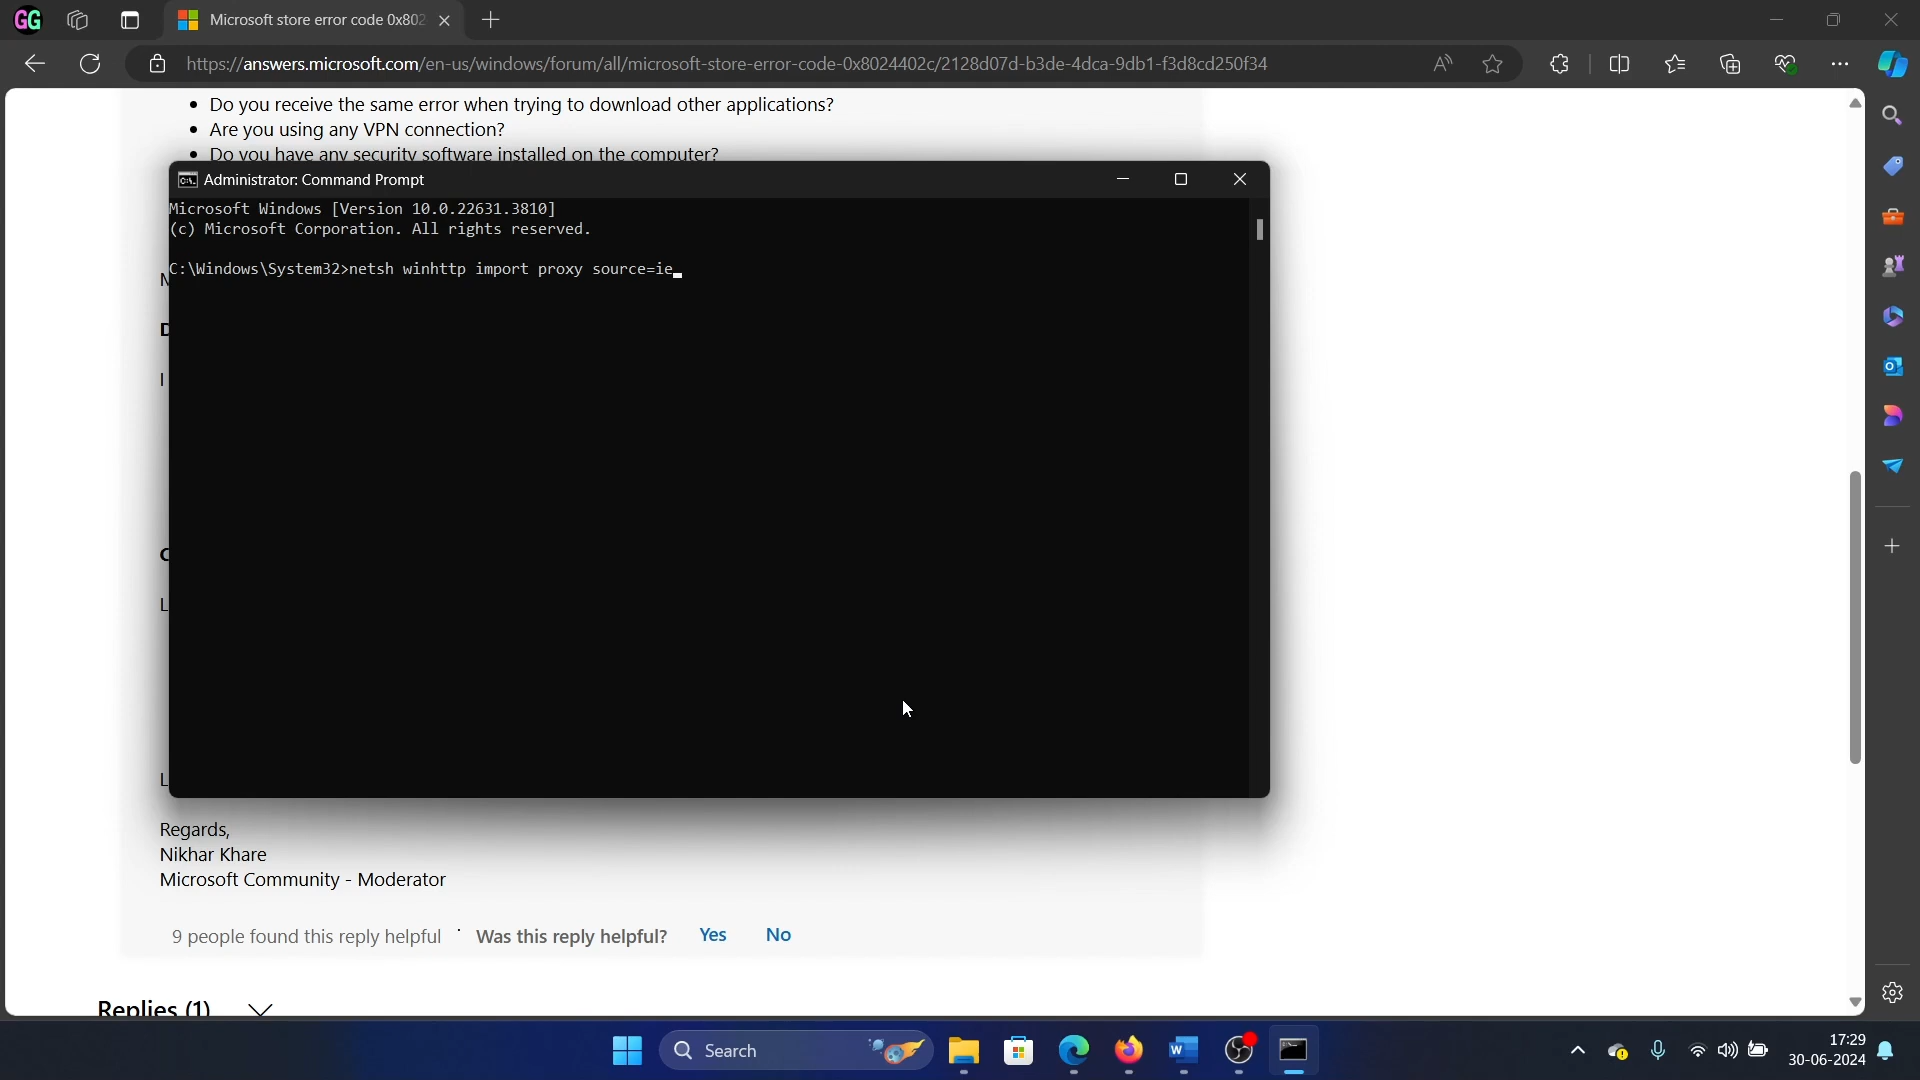 GG
Microsoft store error code 0x802
https://answers.microsoft.com/en-us/windows/forum/all/microsoft-store-error-code-0x8024402c/2128d07d-b3de-4dca-9db1-f3d8cd250f34
• Do you receive the same error when trying to download other applications?
• Are you using any VPN connection?
• Do you have any security software installed on the computer?
Administrator: Command Prompt
Microsoft Windows [Version 10.0.22631.3810]
(c) Microsoft Corporation. All rights reserved.
C:\Windows\System32>netsh winhttp import proxy source=ie_
Regards,
Nikhar Khare
Microsoft Community - Moderator
9 people found this reply helpful · Was this reply helpful? Yes No
Replies (1)
Search
17:29
30-06-2024